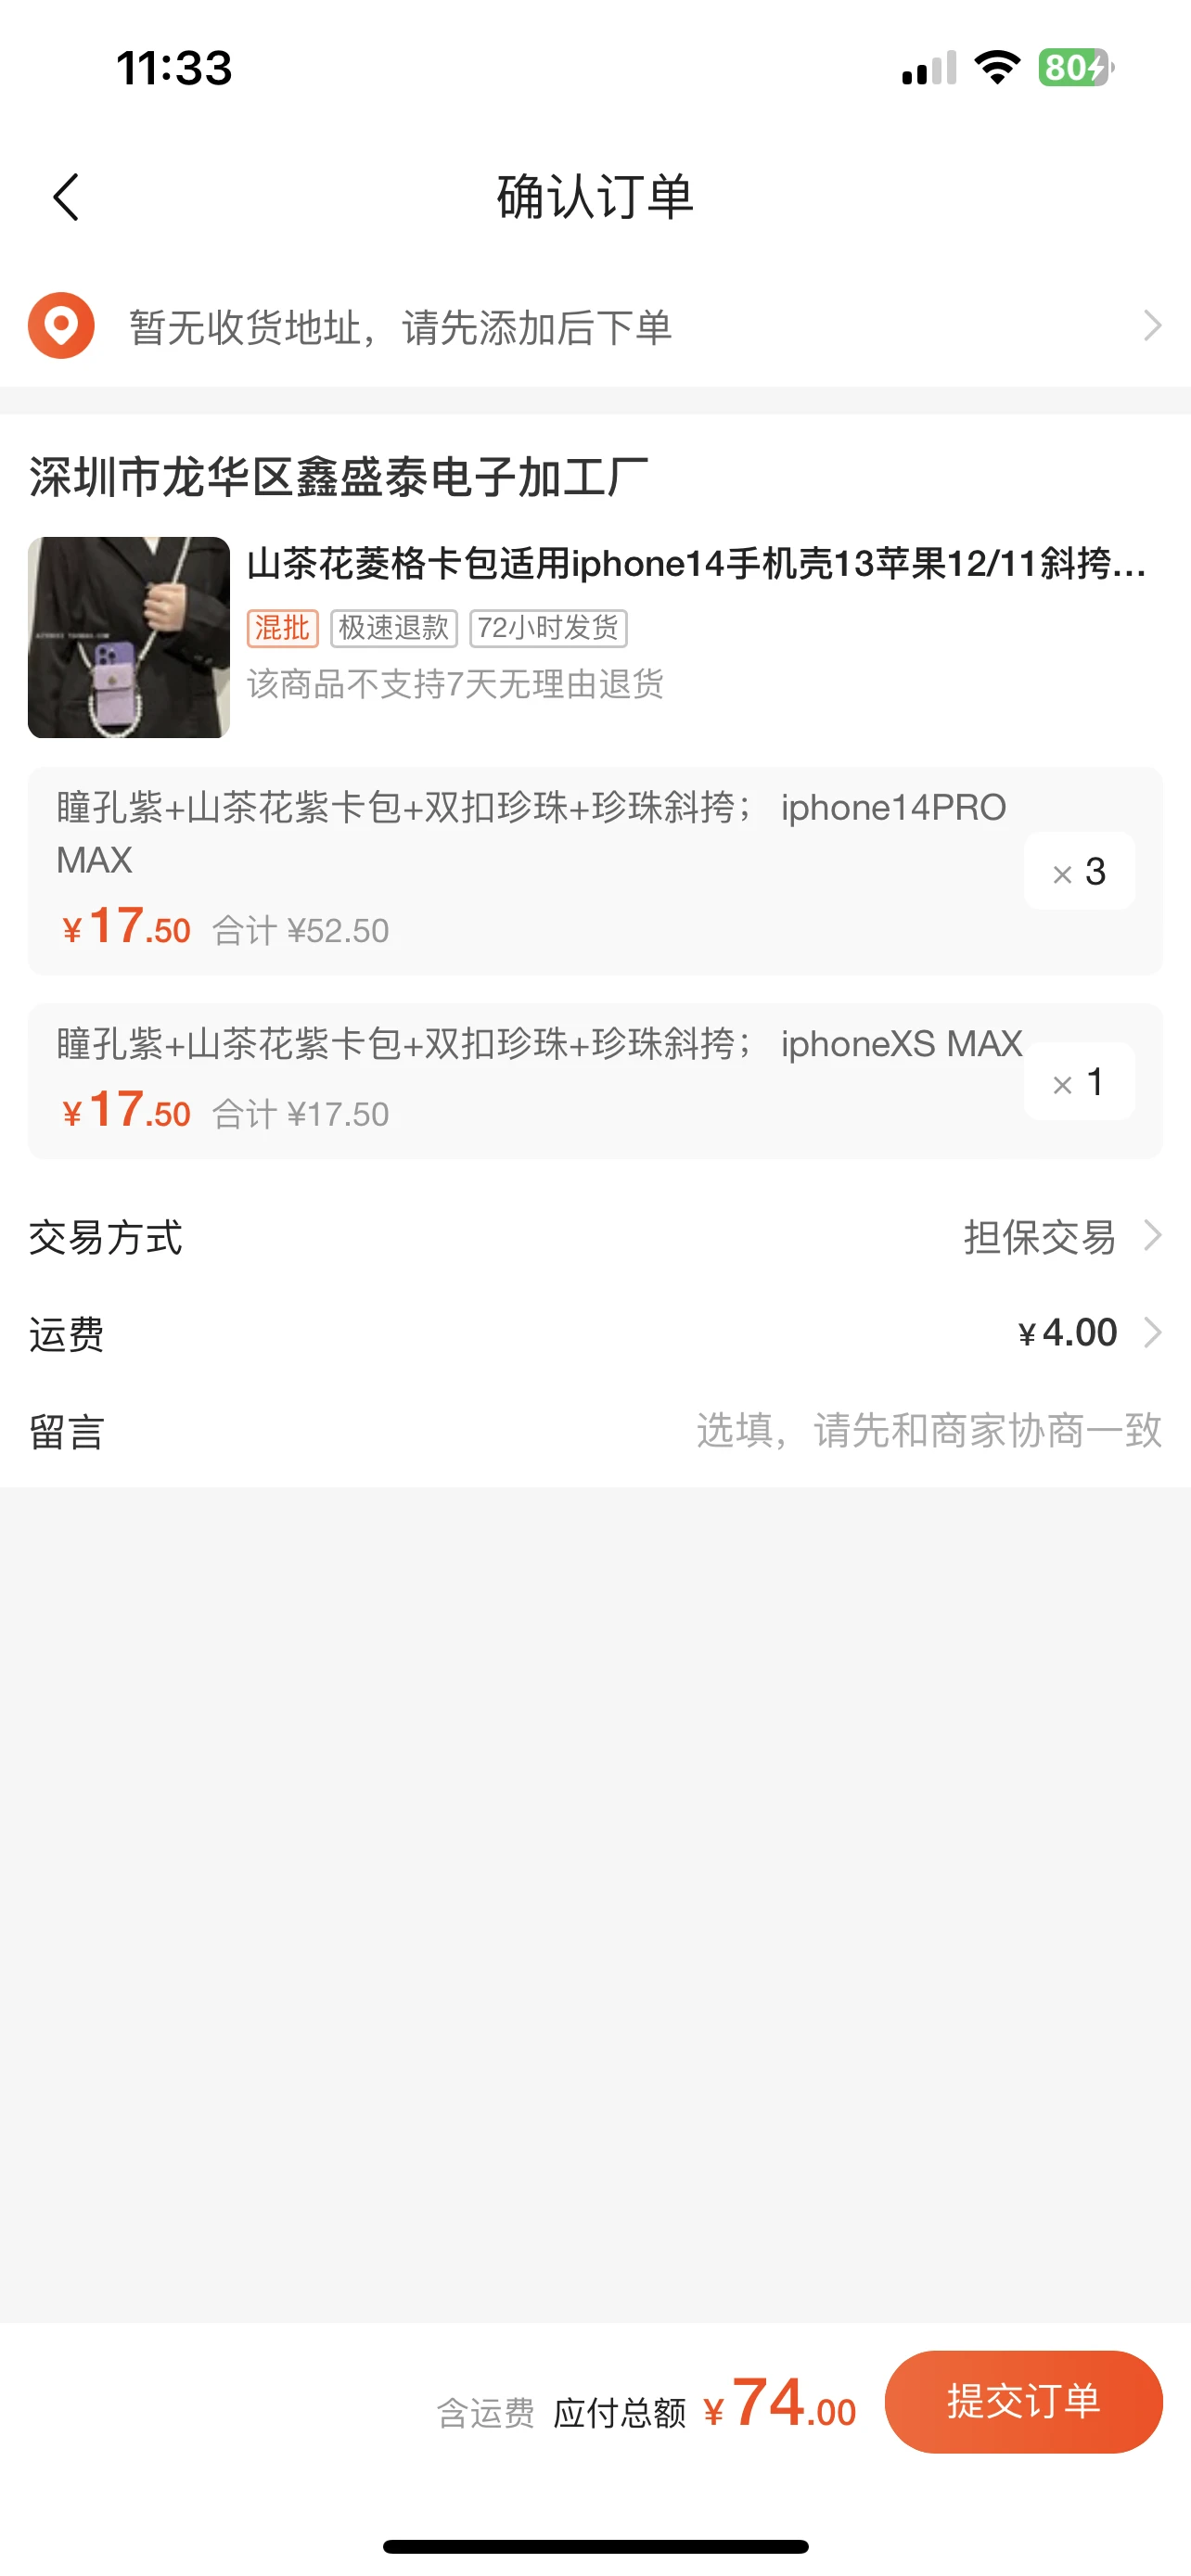 11:33
80
确认订单
暂无收货地址，请先添加后下单
深圳市龙华区鑫盛泰电子加工厂
山茶花菱格卡包适用iphone14手机壳13苹果12/11斜挎...
混批 极速退款 72小时发货
该商品不支持7天无理由退货
瞳孔紫+山茶花紫卡包+双扣珍珠+珍珠斜挎； iphone14PRO
MAX
× 3
¥17.50 合计 ¥52.50
瞳孔紫+山茶花紫卡包+双扣珍珠+珍珠斜挎； iphoneXS MAX
× 1
¥17.50 合计 ¥17.50
交易方式 担保交易
运费 ¥4.00
留言 选填，请先和商家协商一致
含运费 应付总额 ¥74.00 提交订单